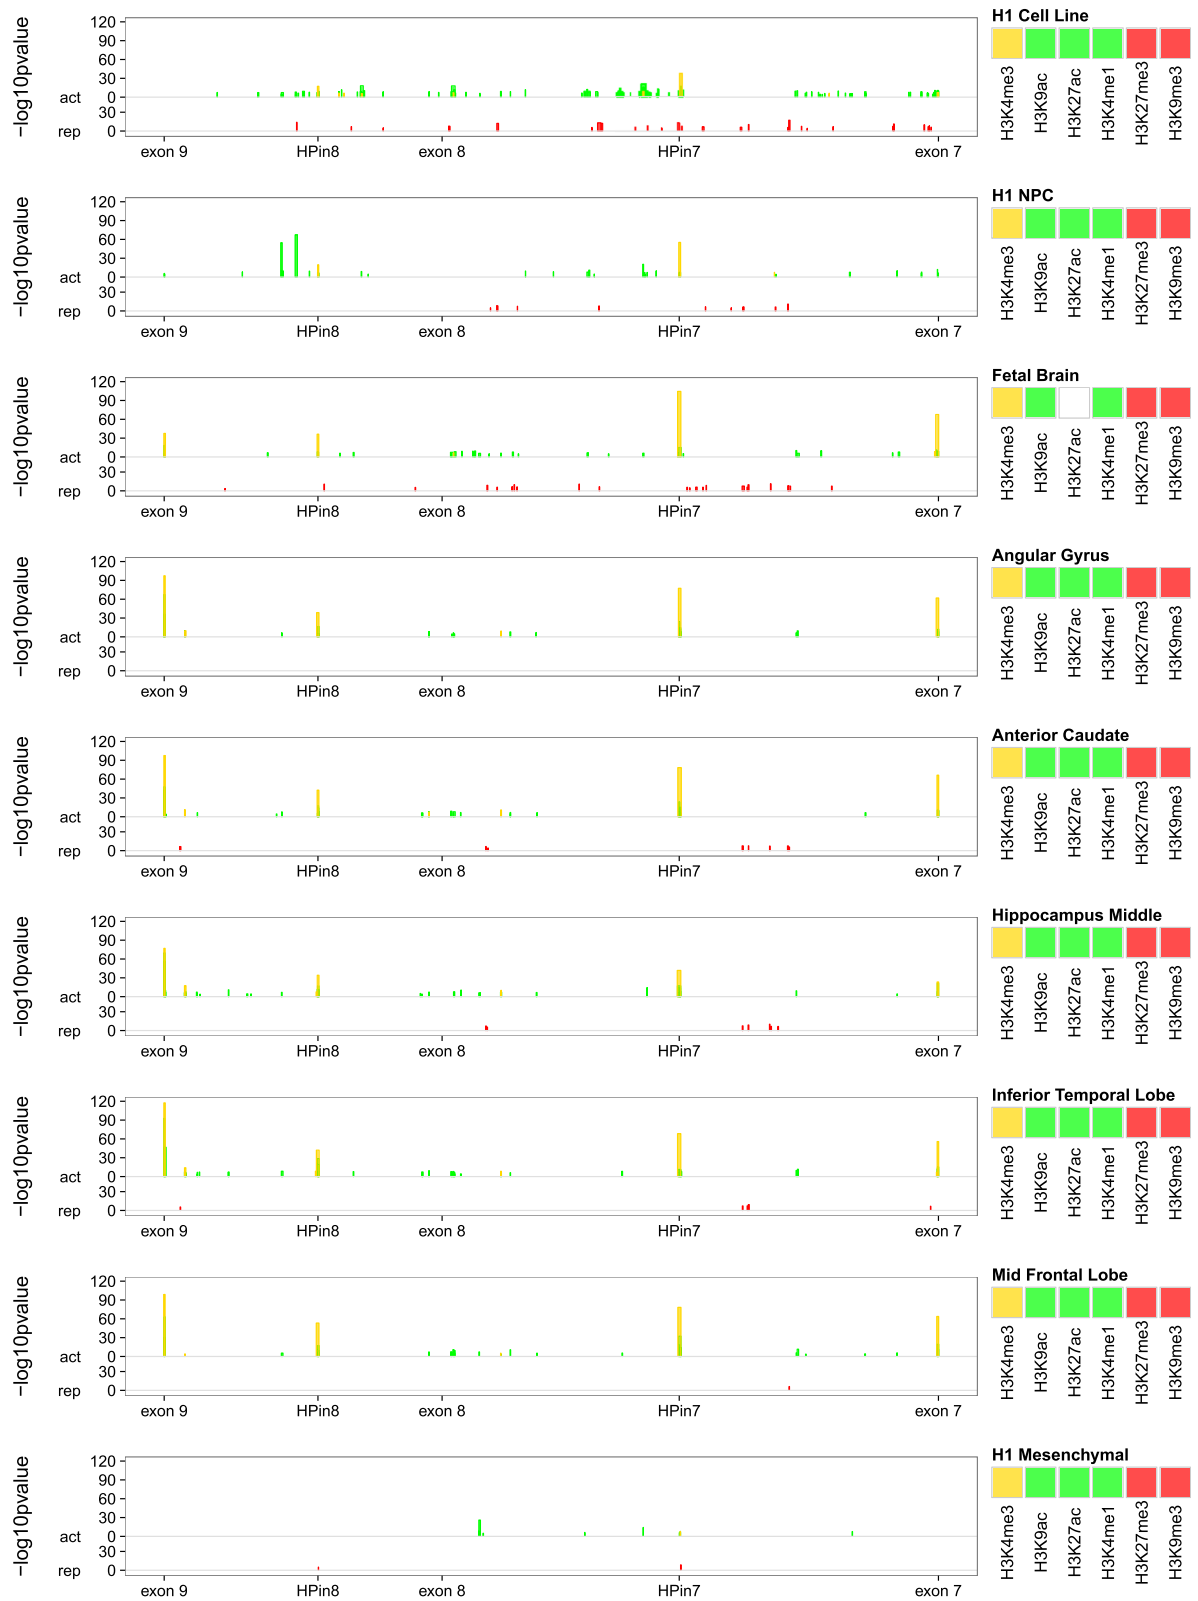 H1 Cell Line
−log10pvalue
120
90
60
30
act 0
30
rep 0
exon 9 HPin8 exon 8 HPin7 exon 7
H3K4me3 H3K9ac H3K27ac H3K4me1 H3K27me3 H3K9me3
H1 NPC
−log10pvalue
120
90
60
30
act 0
30
rep 0
exon 9 HPin8 exon 8 HPin7 exon 7
H3K4me3 H3K9ac H3K27ac H3K4me1 H3K27me3 H3K9me3
Fetal Brain
−log10pvalue
120
90
60
30
act 0
30
rep 0
exon 9 HPin8 exon 8 HPin7 exon 7
H3K4me3 H3K9ac H3K27ac H3K4me1 H3K27me3 H3K9me3
Angular Gyrus
−log10pvalue
120
90
60
30
act 0
30
rep 0
exon 9 HPin8 exon 8 HPin7 exon 7
H3K4me3 H3K9ac H3K27ac H3K4me1 H3K27me3 H3K9me3
Anterior Caudate
−log10pvalue
120
90
60
30
act 0
30
rep 0
exon 9 HPin8 exon 8 HPin7 exon 7
H3K4me3 H3K9ac H3K27ac H3K4me1 H3K27me3 H3K9me3
Hippocampus Middle
−log10pvalue
120
90
60
30
act 0
30
rep 0
exon 9 HPin8 exon 8 HPin7 exon 7
H3K4me3 H3K9ac H3K27ac H3K4me1 H3K27me3 H3K9me3
Inferior Temporal Lobe
−log10pvalue
120
90
60
30
act 0
30
rep 0
exon 9 HPin8 exon 8 HPin7 exon 7
H3K4me3 H3K9ac H3K27ac H3K4me1 H3K27me3 H3K9me3
Mid Frontal Lobe
−log10pvalue
120
90
60
30
act 0
30
rep 0
exon 9 HPin8 exon 8 HPin7 exon 7
H3K4me3 H3K9ac H3K27ac H3K4me1 H3K27me3 H3K9me3
H1 Mesenchymal
−log10pvalue
120
90
60
30
act 0
30
rep 0
exon 9 HPin8 exon 8 HPin7 exon 7
H3K4me3 H3K9ac H3K27ac H3K4me1 H3K27me3 H3K9me3